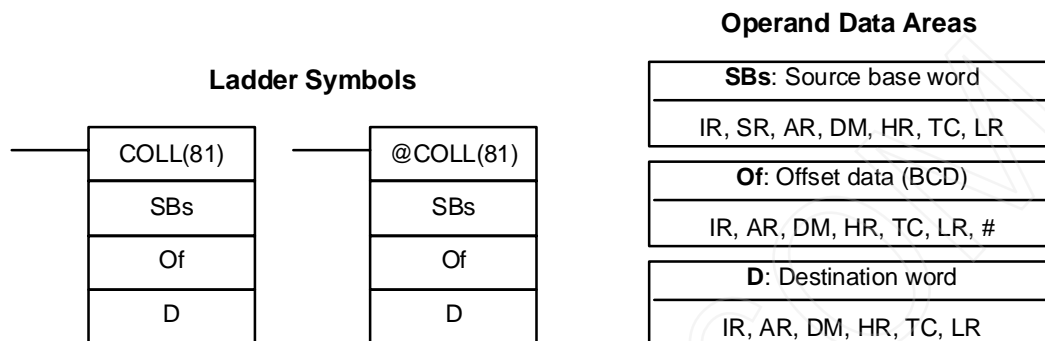 Ladder Symbols
COLL(81)
SBs
Of
D
@COLL(81)
SBs
Of
D
Operand Data Areas
SBs: Source base word
IR, SR, AR, DM, HR, TC, LR
Of: Offset data (BCD)
IR, AR, DM, HR, TC, LR, #
D: Destination word
IR, AR, DM, HR, TC, LR